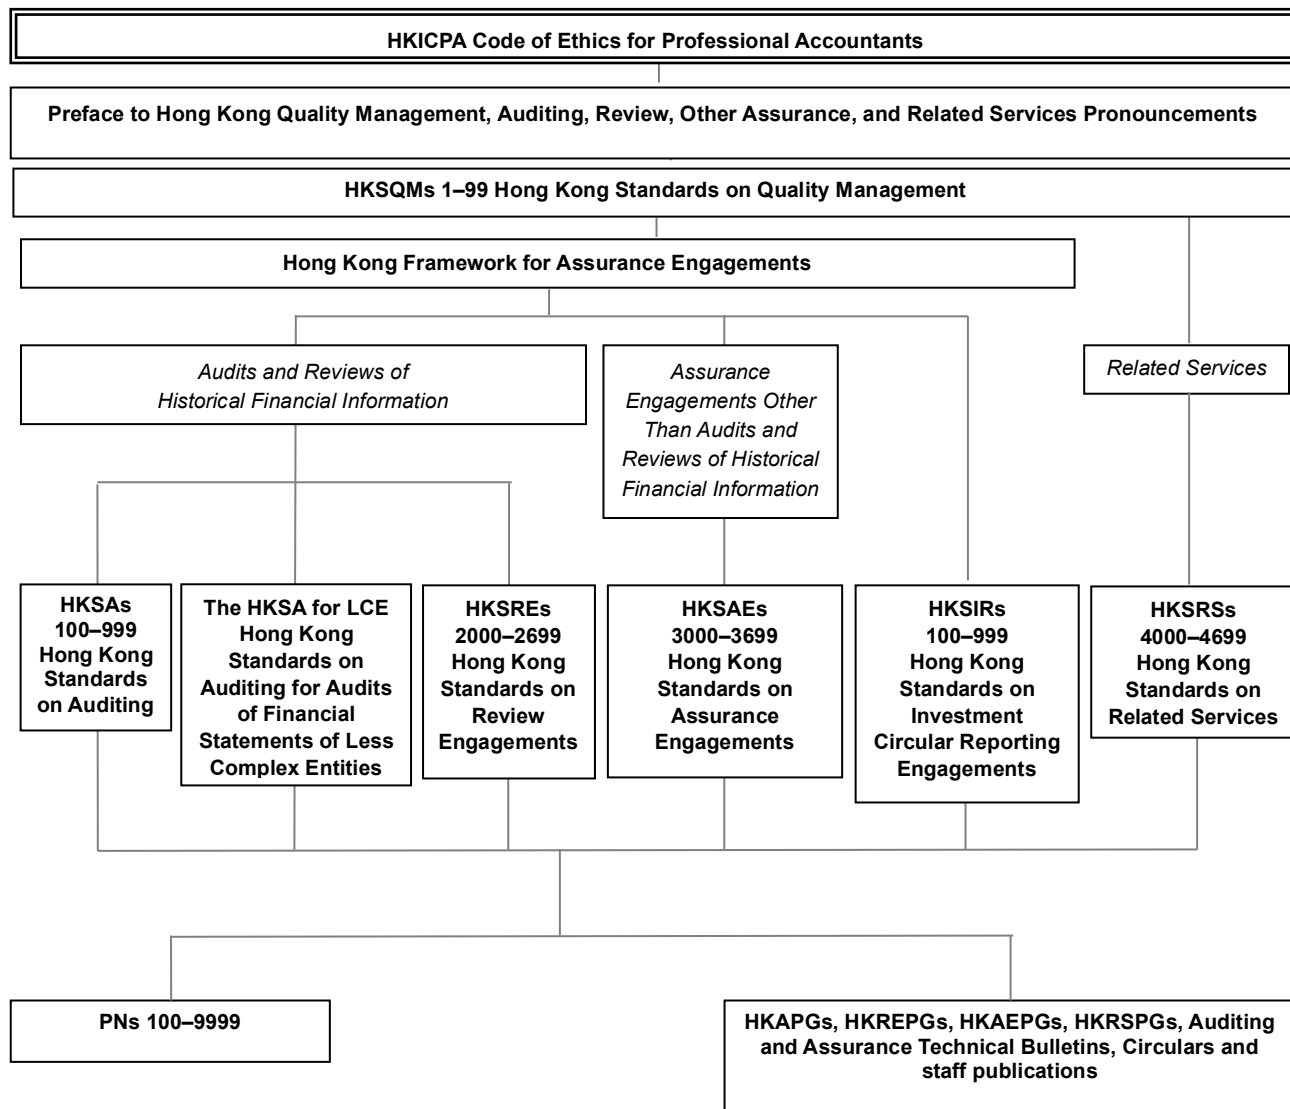 HKICPA Code of Ethics for Professional Accountants
Preface to Hong Kong Quality Management, Auditing, Review, Other Assurance, and Related Services Pronouncements
HKSQMs 1–99 Hong Kong Standards on Quality Management
Hong Kong Framework for Assurance Engagements
Audits and Reviews of
Historical Financial Information
Assurance
Engagements Other
Than Audits and
Reviews of Historical
Financial Information
Related Services
HKSAs
100–999
Hong Kong
Standards
on Auditing
The HKSA for LCE
Hong Kong
Standards on
Auditing for Audits
of Financial
Statements of Less
Complex Entities
HKSREs
2000–2699
Hong Kong
Standards on
Review
Engagements
HKSAEs
3000–3699
Hong Kong
Standards on
Assurance
Engagements
HKSIRs
100–999
Hong Kong
Standards on
Investment
Circular Reporting
Engagements
HKSRSs
4000–4699
Hong Kong
Standards on
Related Services
PNs 100–9999
HKAPGs, HKREPGs, HKAEPGs, HKRSPGs, Auditing
and Assurance Technical Bulletins, Circulars and
staff publications